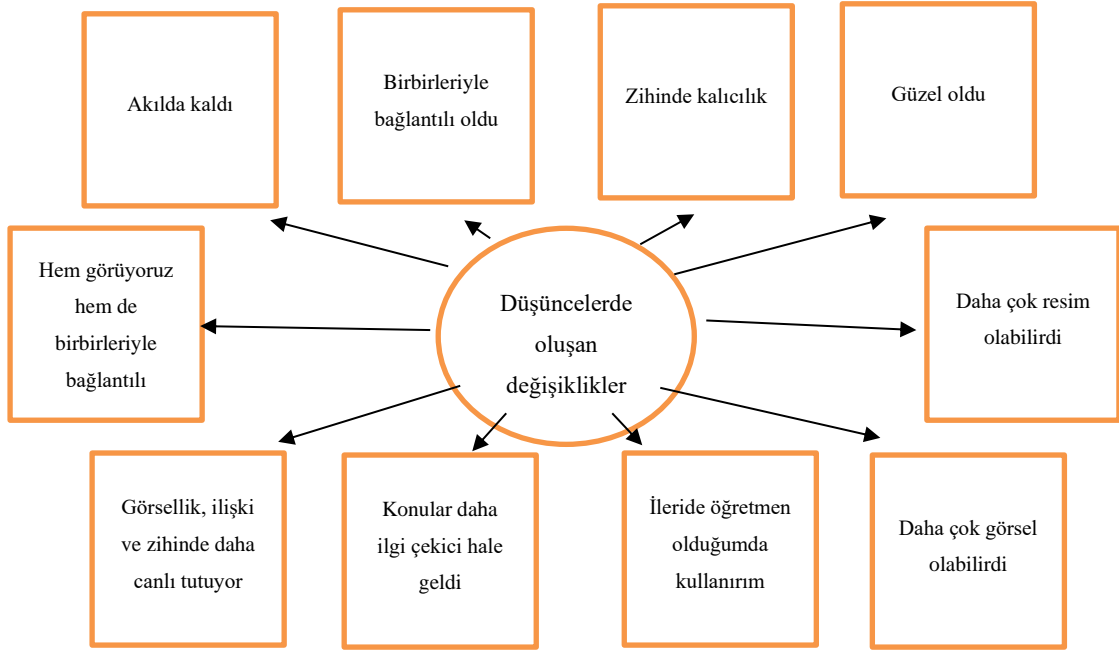 Akılda kaldı
Birbirleriyle
bağlantılı oldu
Zihinde kalıcılık
Güzel oldu
Hem görüyoruz
hem de
birbirleriyle
bağlantılı
Düşüncelerde
oluşan
değişiklikler
Daha çok resim
olabilirdi
Görsellik, ilişki
ve zihinde daha
canlı tutuyor
Konular daha
ilgi çekici hale
geldi
İleride öğretmen
olduğumda
kullanırım
Daha çok görsel
olabilirdi